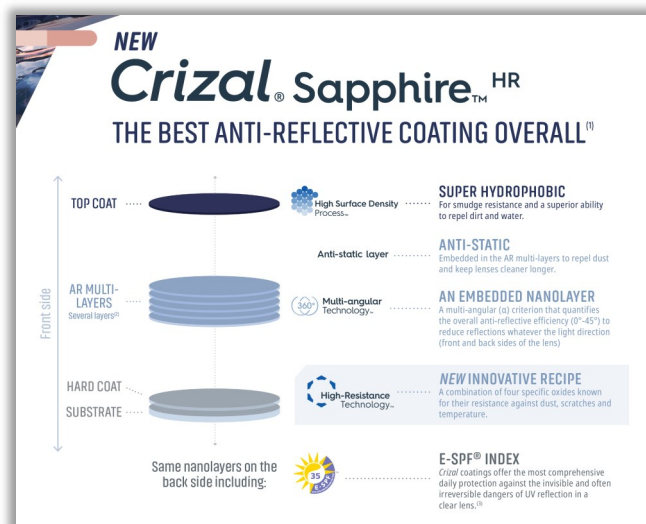 NEW
Crizal® Sapphire™ HR
THE BEST ANTI-REFLECTIVE COATING OVERALL(1)
Front side
TOP COAT
High Surface Density
Process™
SUPER HYDROPHOBIC
For smudge resistance and a superior ability
to repel dirt and water.
Anti-static layer
ANTI-STATIC
Embedded in the AR multi-layers to repel dust
and keep lenses cleaner longer.
AR MULTI-
LAYERS
Several layers(2)
360°
Multi-angular
Technology™
AN EMBEDDED NANOLAYER
A multi-angular (α) criterion that quantifies
the overall anti-reflective efficiency (0°-45°) to
reduce reflections whatever the light direction
(front and back sides of the lens)
HARD COAT
SUBSTRATE
High-Resistance
Technology™
NEW INNOVATIVE RECIPE
A combination of four specific oxides known
for their resistance against dust, scratches and
temperature.
Same nanolayers on the
back side including:
35
E-SPF
E-SPF® INDEX
Crizal coatings offer the most comprehensive
daily protection against the invisible and often
irreversible dangers of UV reflection in a
clear lens.(3)